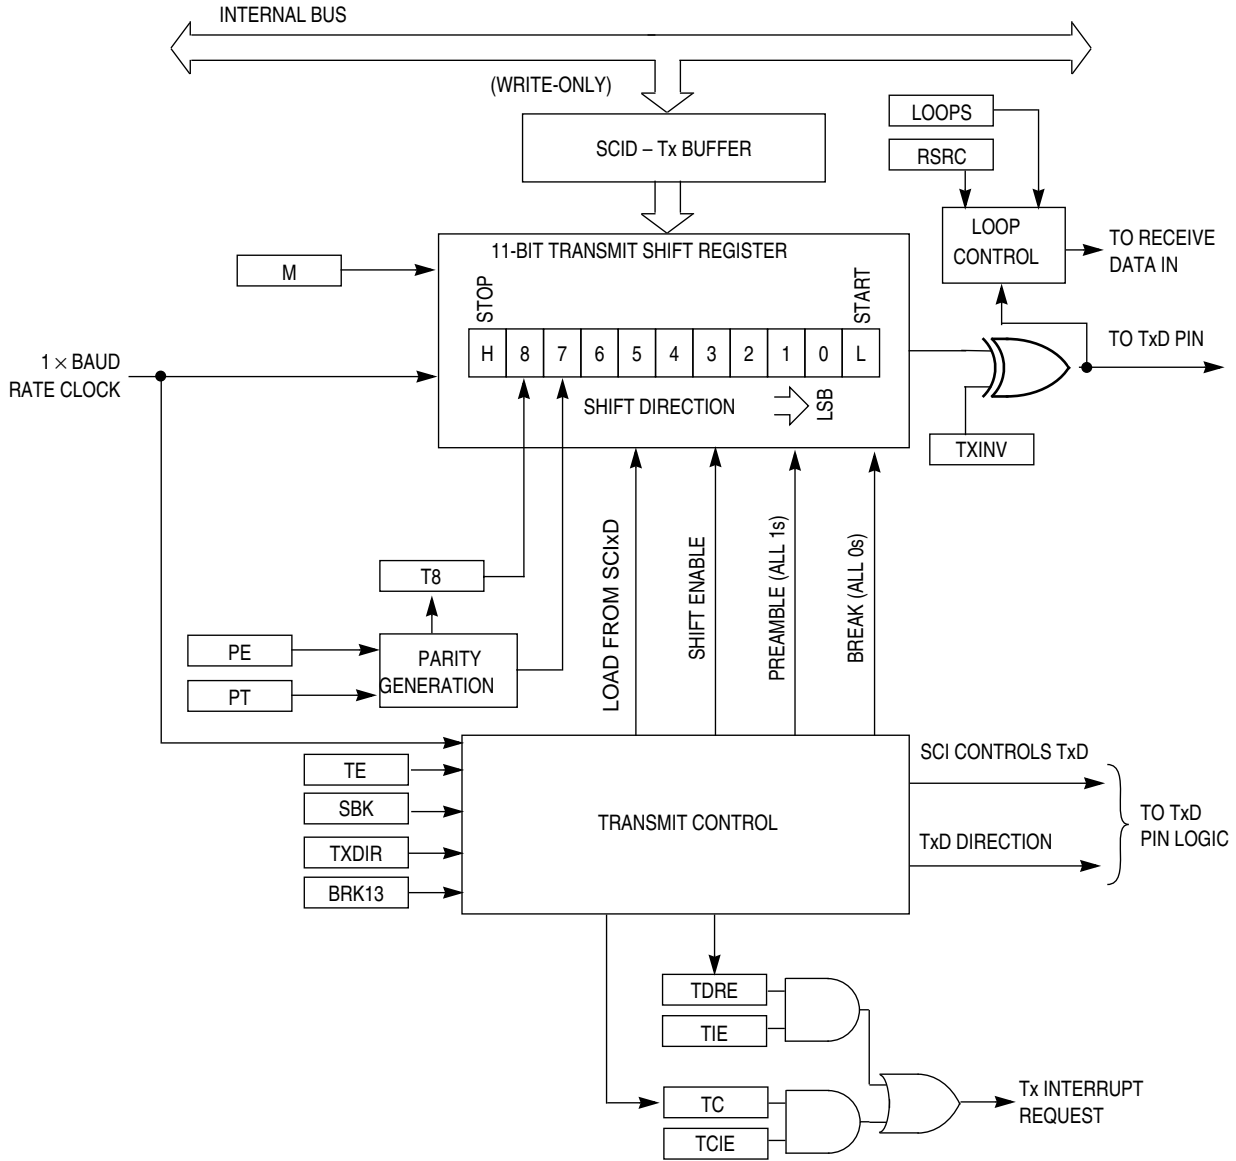 INTERNAL BUS
(WRITE-ONLY)
SCID – Tx BUFFER
LOOPS
RSRC
LOOP
CONTROL
TO RECEIVE
DATA IN
11-BIT TRANSMIT SHIFT REGISTER
M
STOP
START
H 8 7 6 5 4 3 2 1 0 L
1 × BAUD
RATE CLOCK
SHIFT DIRECTION
LSB
TO TxD PIN
TXINV
LOAD FROM SCIxD
SHIFT ENABLE
PREAMBLE (ALL 1s)
BREAK (ALL 0s)
T8
PE
PT
PARITY
GENERATION
TE
SBK
TXDIR
BRK13
TRANSMIT CONTROL
SCI CONTROLS TxD
TxD DIRECTION
TO TxD
PIN LOGIC
TDRE
TIE
TC
TCIE
Tx INTERRUPT
REQUEST